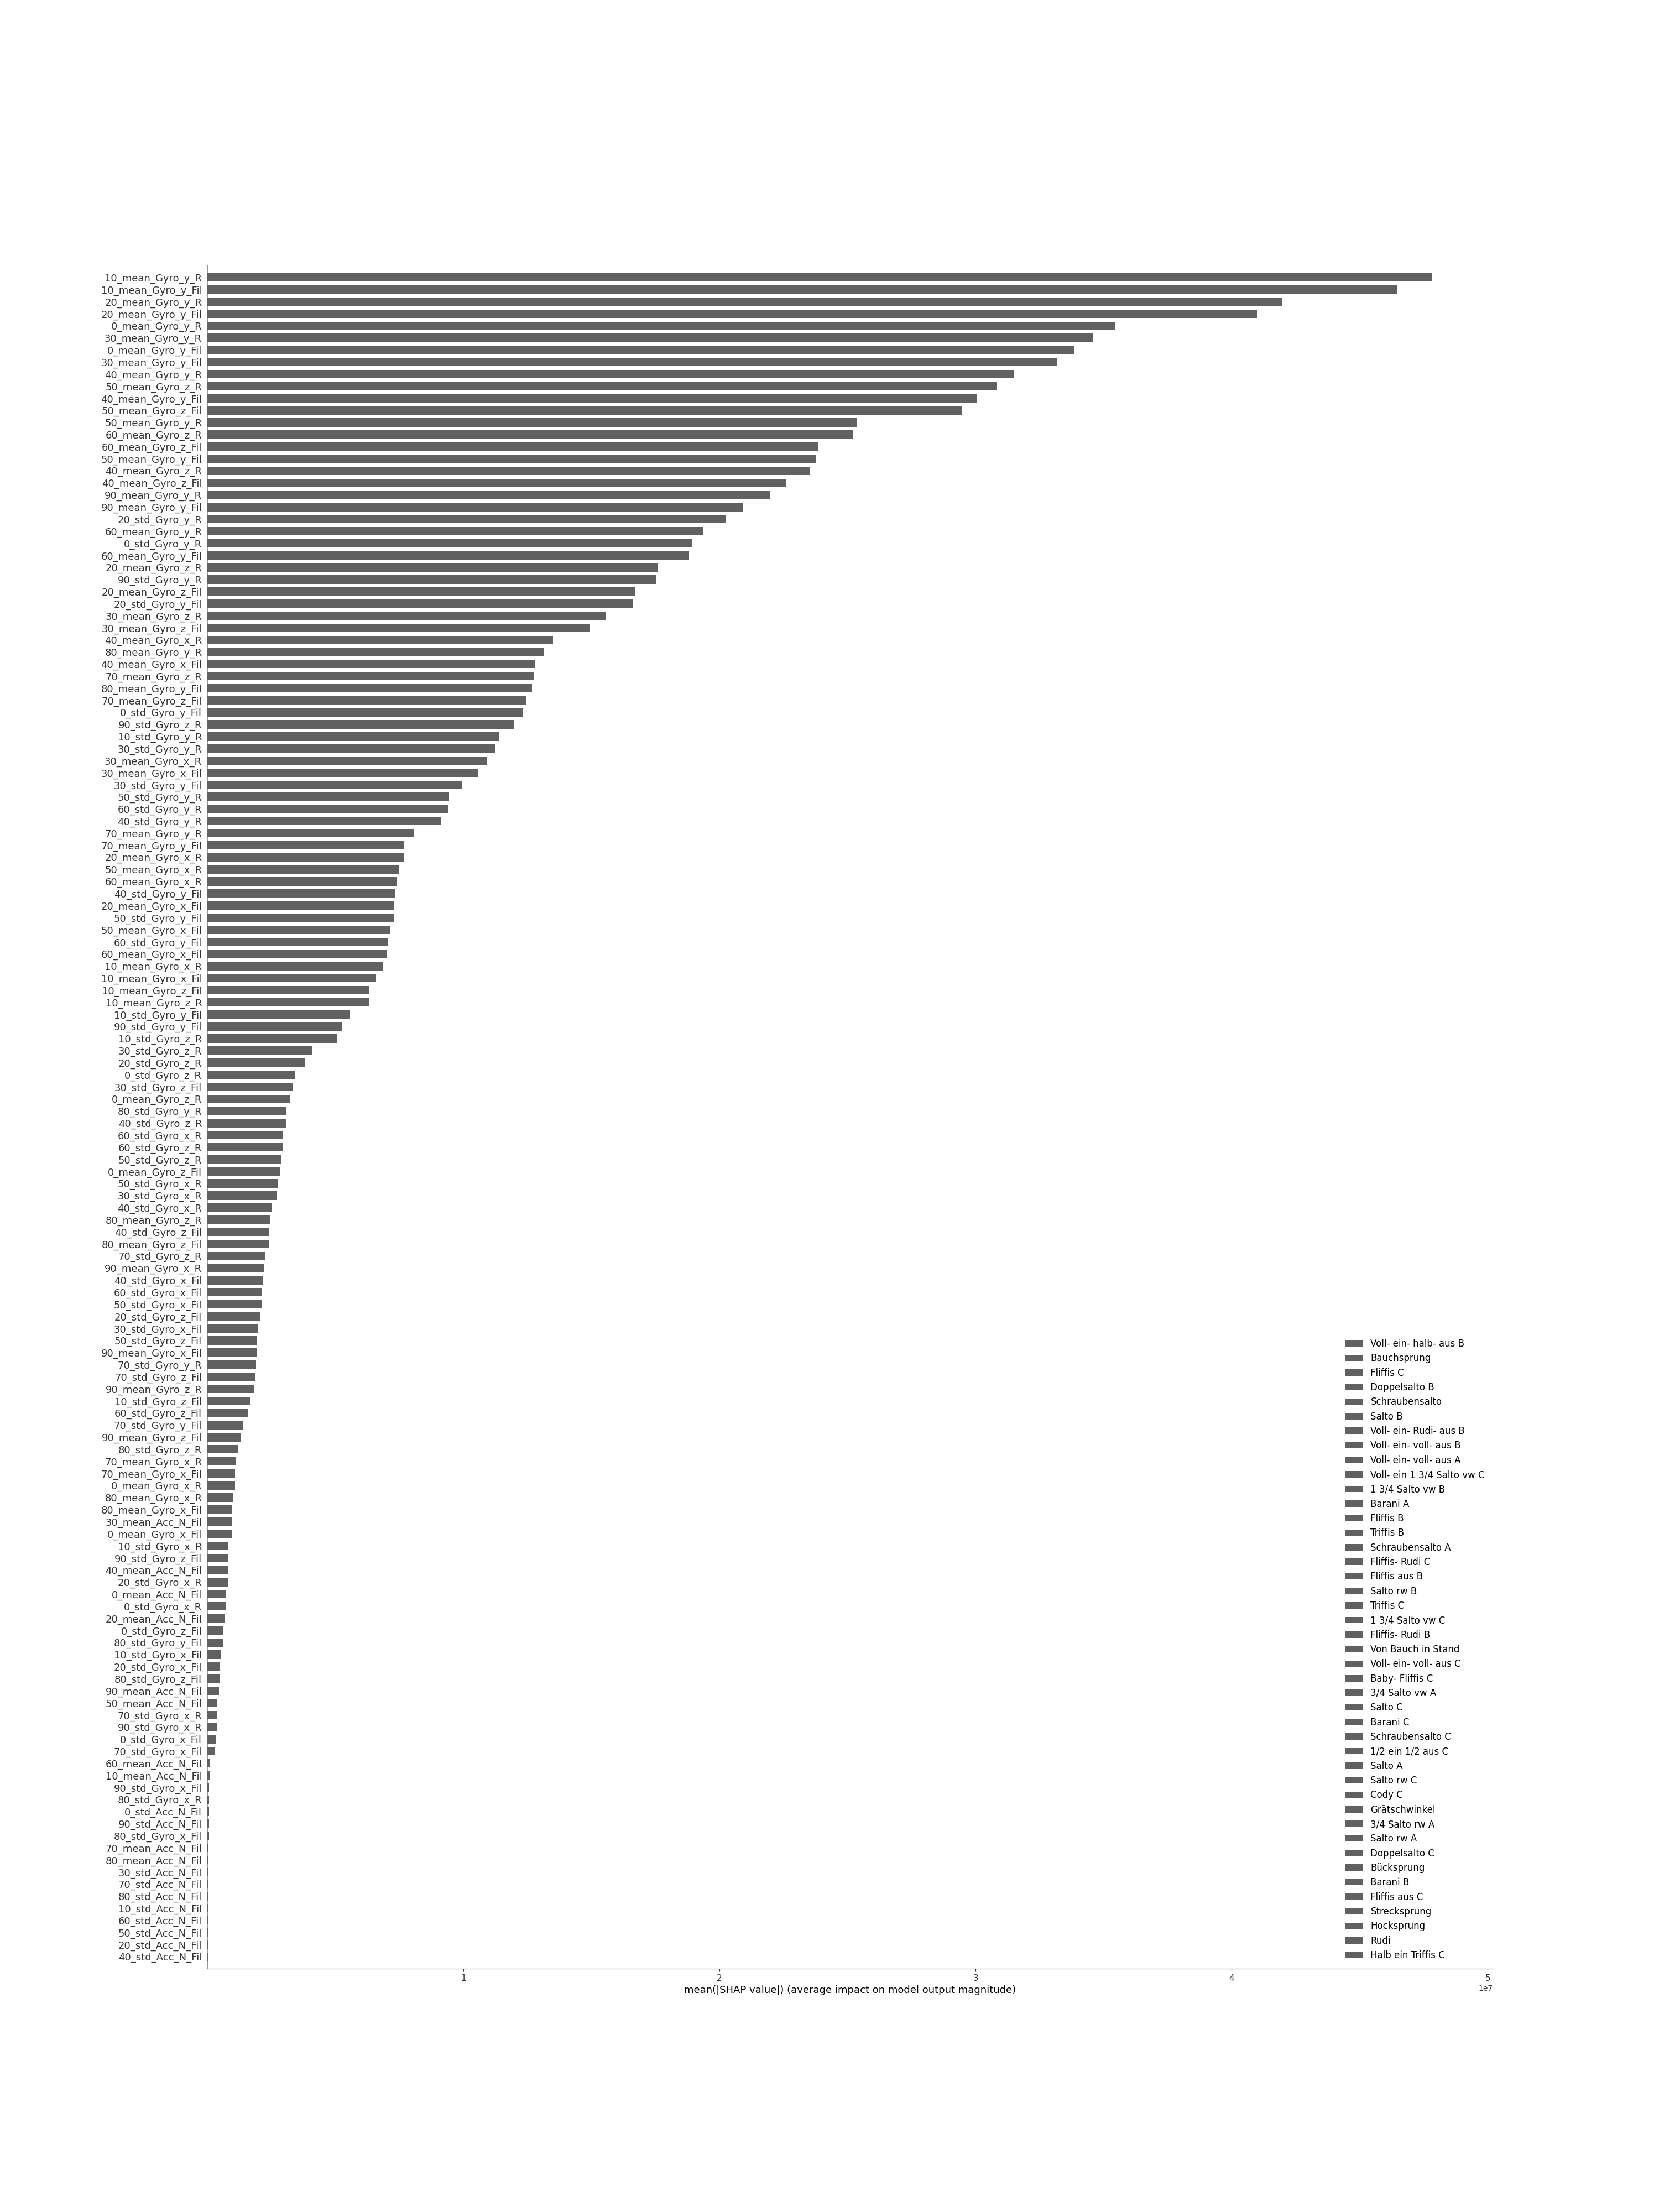 10_mean_Gyro_y_R
10_mean_Gyro_y_Fil
20_mean_Gyro_y_R
20_mean_Gyro_y_Fil
0_mean_Gyro_y_R
30_mean_Gyro_y_R
0_mean_Gyro_y_Fil
30_mean_Gyro_y_Fil
40_mean_Gyro_y_R
50_mean_Gyro_z_R
40_mean_Gyro_y_Fil
50_mean_Gyro_z_Fil
50_mean_Gyro_y_R
60_mean_Gyro_z_R
60_mean_Gyro_z_Fil
50_mean_Gyro_y_Fil
40_mean_Gyro_z_R
40_mean_Gyro_z_Fil
90_mean_Gyro_y_R
90_mean_Gyro_y_Fil
20_std_Gyro_y_R
60_mean_Gyro_y_R
0_std_Gyro_y_R
60_mean_Gyro_y_Fil
20_mean_Gyro_z_R
90_std_Gyro_y_R
20_mean_Gyro_z_Fil
20_std_Gyro_y_Fil
30_mean_Gyro_z_R
30_mean_Gyro_z_Fil
40_mean_Gyro_x_R
80_mean_Gyro_y_R
40_mean_Gyro_x_Fil
70_mean_Gyro_z_R
80_mean_Gyro_y_Fil
70_mean_Gyro_z_Fil
0_std_Gyro_y_Fil
90_std_Gyro_z_R
10_std_Gyro_y_R
30_std_Gyro_y_R
30_mean_Gyro_x_R
30_mean_Gyro_x_Fil
30_std_Gyro_y_Fil
50_std_Gyro_y_R
60_std_Gyro_y_R
40_std_Gyro_y_R
70_mean_Gyro_y_R
70_mean_Gyro_y_Fil
20_mean_Gyro_x_R
50_mean_Gyro_x_R
60_mean_Gyro_x_R
40_std_Gyro_y_Fil
20_mean_Gyro_x_Fil
50_std_Gyro_y_Fil
50_mean_Gyro_x_Fil
60_std_Gyro_y_Fil
60_mean_Gyro_x_Fil
10_mean_Gyro_x_R
10_mean_Gyro_x_Fil
10_mean_Gyro_z_Fil
10_mean_Gyro_z_R
10_std_Gyro_y_Fil
90_std_Gyro_y_Fil
10_std_Gyro_z_R
30_std_Gyro_z_R
20_std_Gyro_z_R
0_std_Gyro_z_R
30_std_Gyro_z_Fil
0_mean_Gyro_z_R
80_std_Gyro_y_R
40_std_Gyro_z_R
60_std_Gyro_x_R
60_std_Gyro_z_R
50_std_Gyro_z_R
0_mean_Gyro_z_Fil
50_std_Gyro_x_R
30_std_Gyro_x_R
40_std_Gyro_x_R
80_mean_Gyro_z_R
40_std_Gyro_z_Fil
80_mean_Gyro_z_Fil
70_std_Gyro_z_R
90_mean_Gyro_x_R
40_std_Gyro_x_Fil
60_std_Gyro_x_Fil
50_std_Gyro_x_Fil
20_std_Gyro_z_Fil
30_std_Gyro_x_Fil
50_std_Gyro_z_Fil
90_mean_Gyro_x_Fil
70_std_Gyro_y_R
70_std_Gyro_z_Fil
90_mean_Gyro_z_R
10_std_Gyro_z_Fil
60_std_Gyro_z_Fil
70_std_Gyro_y_Fil
90_mean_Gyro_z_Fil
80_std_Gyro_z_R
70_mean_Gyro_x_R
70_mean_Gyro_x_Fil
0_mean_Gyro_x_R
80_mean_Gyro_x_R
80_mean_Gyro_x_Fil
30_mean_Acc_N_Fil
0_mean_Gyro_x_Fil
10_std_Gyro_x_R
90_std_Gyro_z_Fil
40_mean_Acc_N_Fil
20_std_Gyro_x_R
0_mean_Acc_N_Fil
0_std_Gyro_x_R
20_mean_Acc_N_Fil
0_std_Gyro_z_Fil
80_std_Gyro_y_Fil
10_std_Gyro_x_Fil
20_std_Gyro_x_Fil
80_std_Gyro_z_Fil
90_mean_Acc_N_Fil
50_mean_Acc_N_Fil
70_std_Gyro_x_R
90_std_Gyro_x_R
0_std_Gyro_x_Fil
70_std_Gyro_x_Fil
60_mean_Acc_N_Fil
10_mean_Acc_N_Fil
90_std_Gyro_x_Fil
80_std_Gyro_x_R
0_std_Acc_N_Fil
90_std_Acc_N_Fil
80_std_Gyro_x_Fil
70_mean_Acc_N_Fil
80_mean_Acc_N_Fil
30_std_Acc_N_Fil
70_std_Acc_N_Fil
80_std_Acc_N_Fil
10_std_Acc_N_Fil
60_std_Acc_N_Fil
50_std_Acc_N_Fil
20_std_Acc_N_Fil
40_std_Acc_N_Fil
Voll- ein- halb- aus B
Bauchsprung
Fliffis C
Doppelsalto B
Schraubensalto
Salto B
Voll- ein- Rudi- aus B
Voll- ein- voll- aus B
Voll- ein- voll- aus A
Voll- ein 1 3/4 Salto vw C
1 3/4 Salto vw B
Barani A
Fliffis B
Triffis B
Schraubensalto A
Fliffis- Rudi C
Fliffis aus B
Salto rw B
Triffis C
1 3/4 Salto vw C
Fliffis- Rudi B
Von Bauch in Stand
Voll- ein- voll- aus C
Baby- Fliffis C
3/4 Salto vw A
Salto C
Barani C
Schraubensalto C
1/2 ein 1/2 aus C
Salto A
Salto rw C
Cody C
Grätschwinkel
3/4 Salto rw A
Salto rw A
Doppelsalto C
Bücksprung
Barani B
Fliffis aus C
Strecksprung
Hocksprung
Rudi
Halb ein Triffis C
1 2 3 4 5
1e7
mean(|SHAP value|) (average impact on model output magnitude)